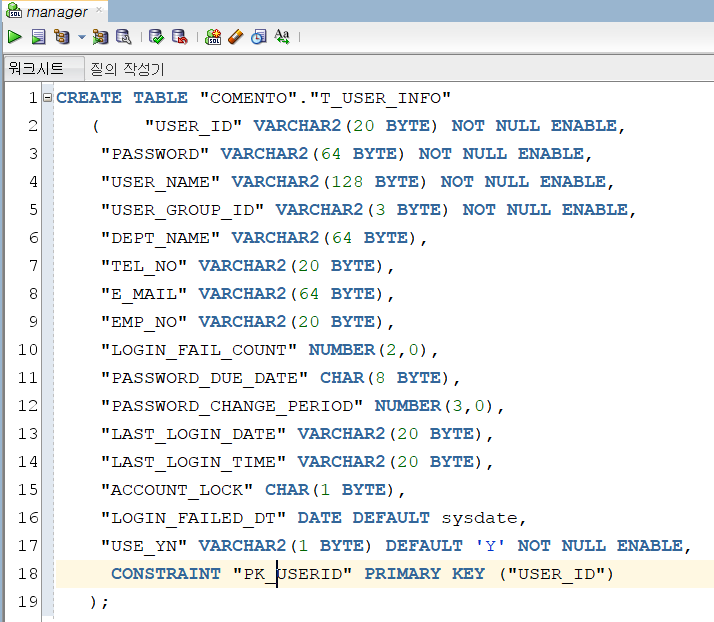 manager
워크시트 질의 작성기
1 CREATE TABLE "COMENTO"."T_USER_INFO"
2 ( "USER_ID" VARCHAR2(20 BYTE) NOT NULL ENABLE,
3 "PASSWORD" VARCHAR2(64 BYTE) NOT NULL ENABLE,
4 "USER_NAME" VARCHAR2(128 BYTE) NOT NULL ENABLE,
5 "USER_GROUP_ID" VARCHAR2(3 BYTE) NOT NULL ENABLE,
6 "DEPT_NAME" VARCHAR2(64 BYTE),
7 "TEL_NO" VARCHAR2(20 BYTE),
8 "E_MAIL" VARCHAR2(64 BYTE),
9 "EMP_NO" VARCHAR2(20 BYTE),
10 "LOGIN_FAIL_COUNT" NUMBER(2,0),
11 "PASSWORD_DUE_DATE" CHAR(8 BYTE),
12 "PASSWORD_CHANGE_PERIOD" NUMBER(3,0),
13 "LAST_LOGIN_DATE" VARCHAR2(20 BYTE),
14 "LAST_LOGIN_TIME" VARCHAR2(20 BYTE),
15 "ACCOUNT_LOCK" CHAR(1 BYTE),
16 "LOGIN_FAILED_DT" DATE DEFAULT sysdate,
17 "USE_YN" VARCHAR2(1 BYTE) DEFAULT 'Y' NOT NULL ENABLE,
18 CONSTRAINT "PK_USERID" PRIMARY KEY ("USER_ID")
19 );